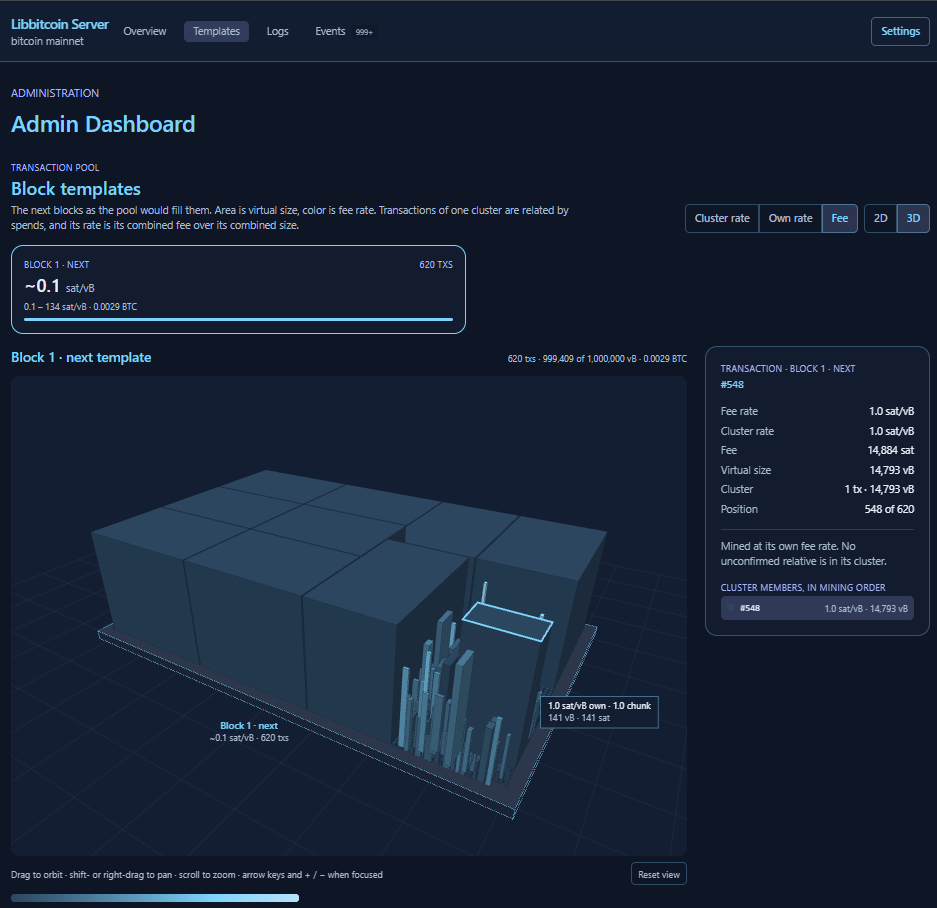 Libbitcoin Server
bitcoin mainnet
Overview
Templates
Logs
Events 999+
Settings
ADMINISTRATION
Admin Dashboard
TRANSACTION POOL
Block templates
The next blocks as the pool would fill them. Area is virtual size, color is fee rate. Transactions of one cluster are related by
spends, and its rate is its combined fee over its combined size.
Cluster rate
Own rate
Fee
2D
3D
BLOCK 1 · NEXT 620 TXS
~0.1 sat/vB
0.1 – 134 sat/vB · 0.0029 BTC
Block 1 · next template
620 txs · 999,409 of 1,000,000 vB · 0.0029 BTC
Block 1 · next
~0.1 sat/vB · 620 txs
1.0 sat/vB own · 1.0 chunk
141 vB · 141 sat
TRANSACTION · BLOCK 1 · NEXT
#548
Fee rate 1.0 sat/vB
Cluster rate 1.0 sat/vB
Fee 14,884 sat
Virtual size 14,793 vB
Cluster 1 tx · 14,793 vB
Position 548 of 620
Mined at its own fee rate. No
unconfirmed relative is in its cluster.
CLUSTER MEMBERS, IN MINING ORDER
#548 1.0 sat/vB · 14,793 vB
Drag to orbit · shift- or right-drag to pan · scroll to zoom · arrow keys and + / − when focused
Reset view